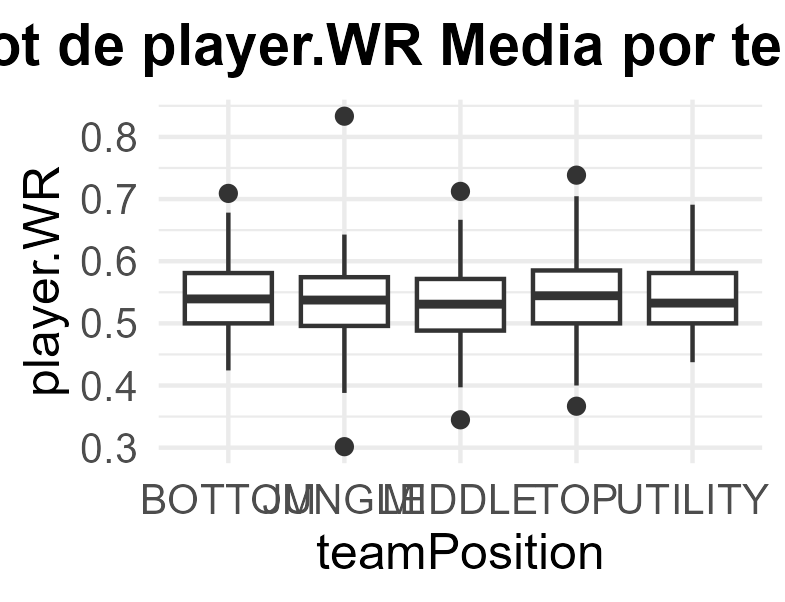 ot de player.WR Media por te
player.WR
0.8
0.7
0.6
0.5
0.4
0.3
BOTTOM JUNGLE MIDDLE TOP UTILITY
teamPosition